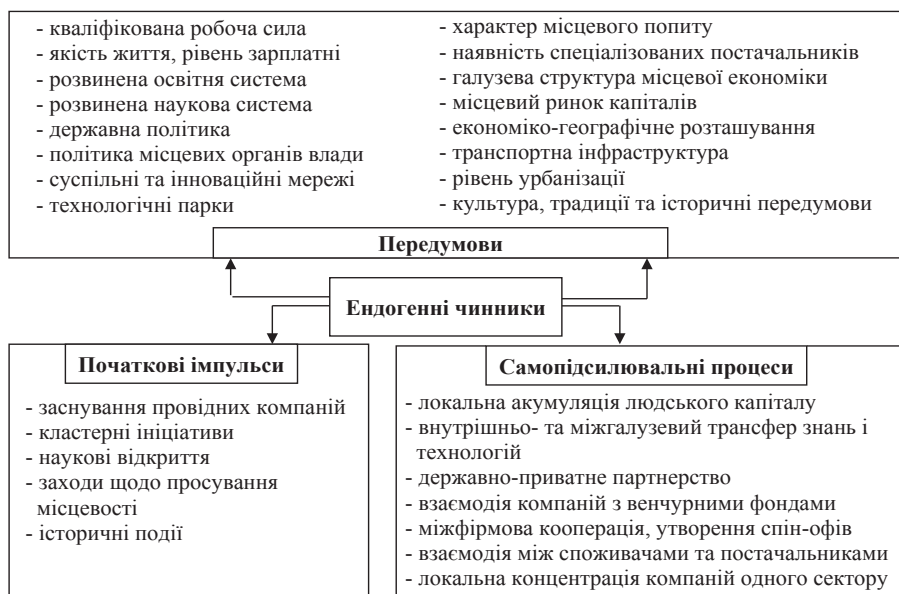 - кваліфікована робоча сила
- якість життя, рівень зарплатні
- розвинена освітня система
- розвинена наукова система
- державна політика
- політика місцевих органів влади
- суспільні та інноваційні мережі
- технологічні парки
- характер місцевого попиту
- наявність спеціалізованих постачальників
- галузева структура місцевої економіки
- місцевий ринок капіталів
- економіко-географічне розташування
- транспортна інфраструктура
- рівень урбанізації
- культура, традиції та історичні передумови
Передумови
Ендогенні чинники
Початкові імпульси
- заснування провідних компаній
- кластерні ініціативи
- наукові відкриття
- заходи щодо просування
місцевості
- історичні події
Самопідсилювальні процеси
- локальна акумуляція людського капіталу
- внутрішньо- та міжгалузевий трансфер знань і
технологій
- державно-приватне партнерство
- взаємодія компаній з венчурними фондами
- міжфірмова кооперація, утворення спін-офів
- взаємодія між споживачами та постачальниками
- локальна концентрація компаній одного сектору